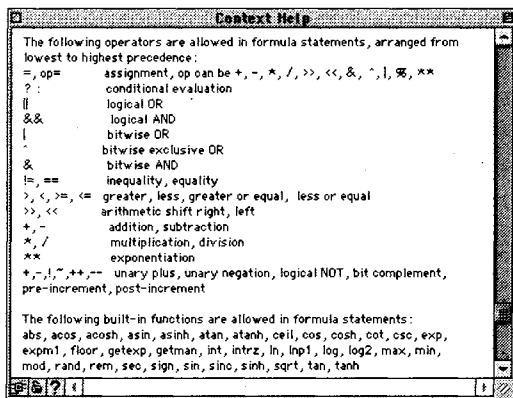 Context Help
The following operators are allowed in formula statements, arranged from
lowest to highest precedence:
=, op= assignment, op can be +, -, *, /, >>, <<, &, ^, |, %, **
? : conditional evaluation
|| logical OR
&& logical AND
| bitwise OR
^ bitwise exclusive OR
& bitwise AND
!=, == inequality, equality
>, <, >=, <= greater, less, greater or equal, less or equal
>>, << arithmetic shift right, left
+, - addition, subtraction
*, / multiplication, division
** exponentiation
+,-,!,~,++,-- unary plus, unary negation, logical NOT, bit complement,
pre-increment, post-increment
The following built-in functions are allowed in formula statements:
abs, acos, acosh, asin, asinh, atan, atanh, ceil, cos, cosh, cot, csc, exp,
expm1, floor, getexp, getman, int, intrz, ln, lnp1, log, log2, max, min,
mod, rand, rem, sec, sign, sin, sinc, sinh, sqrt, tan, tanh
?